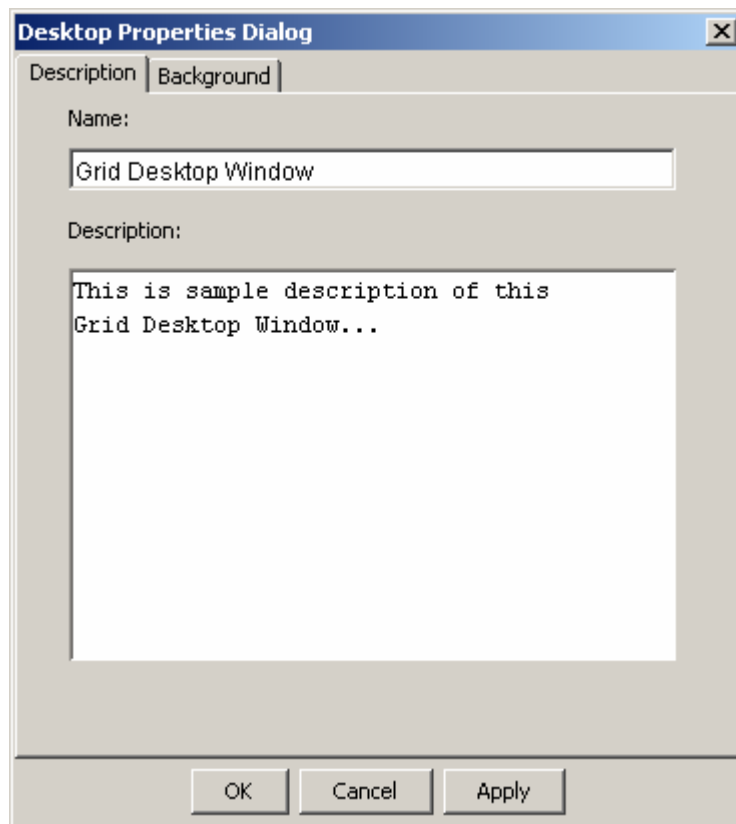 Desktop Properties Dialog
Description Background
Name:
Grid Desktop Window
Description:
This is sample description of this
Grid Desktop Window...
OK Cancel Apply